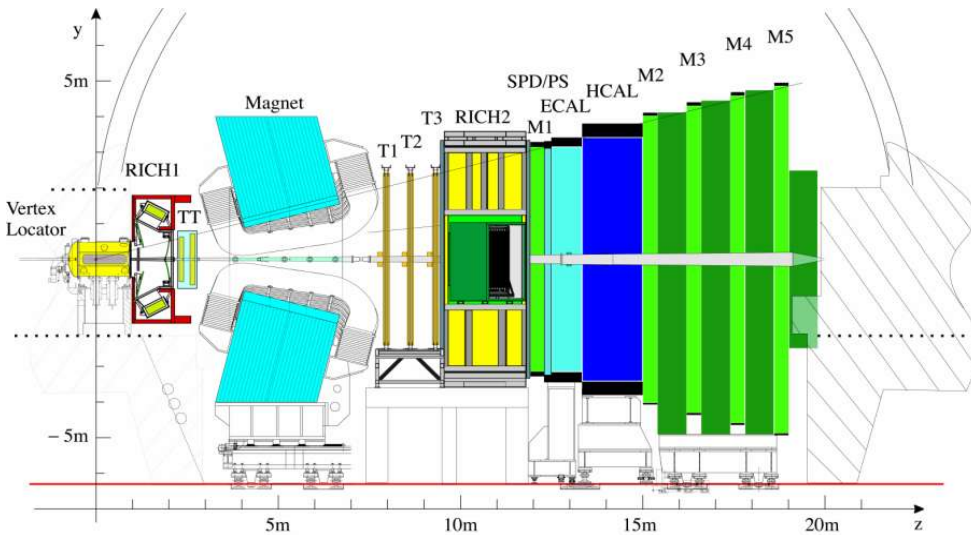 y
5m
Magnet
RICH1
TT
Vertex
Locator
T1
T2
T3
RICH2
M1
SPD/PS
ECAL
HCAL
M2
M3
M4
M5
− 5m
5m
10m
15m
20m
z